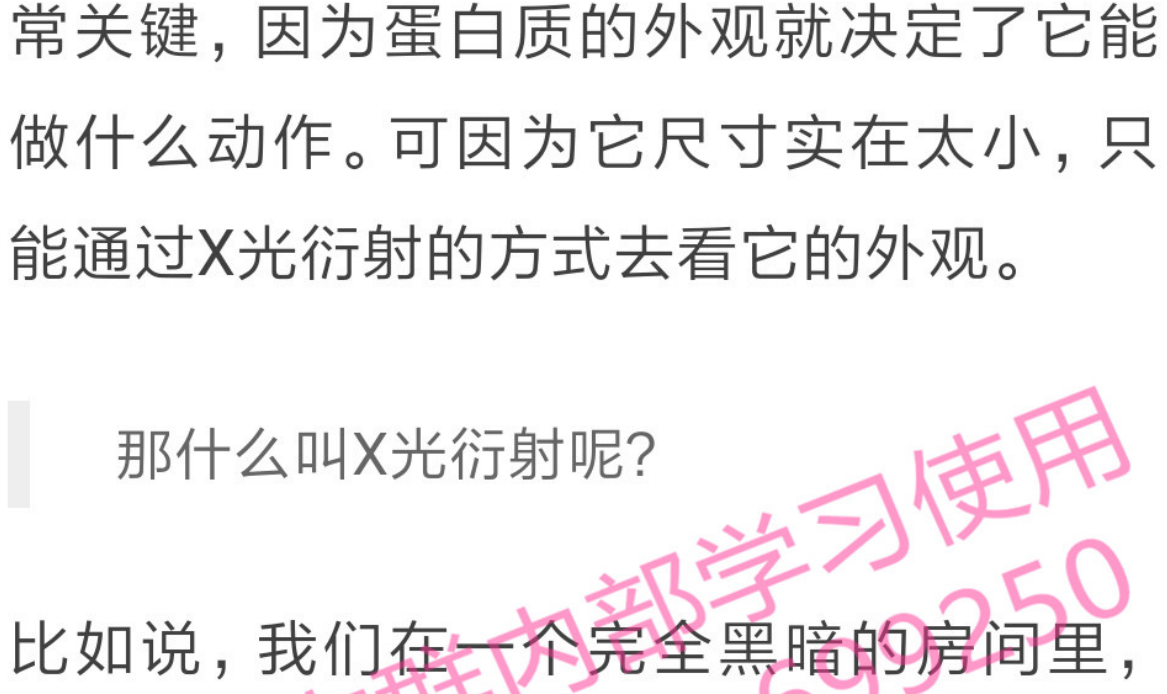 常关键，因为蛋白质的外观就决定了它能
做什么动作。可因为它尺寸实在太小，只
能通过X光衍射的方式去看它的外观。
那什么叫X光衍射呢？
比如说，我们在一个完全黑暗的房间里，
群内部学习使用
699250